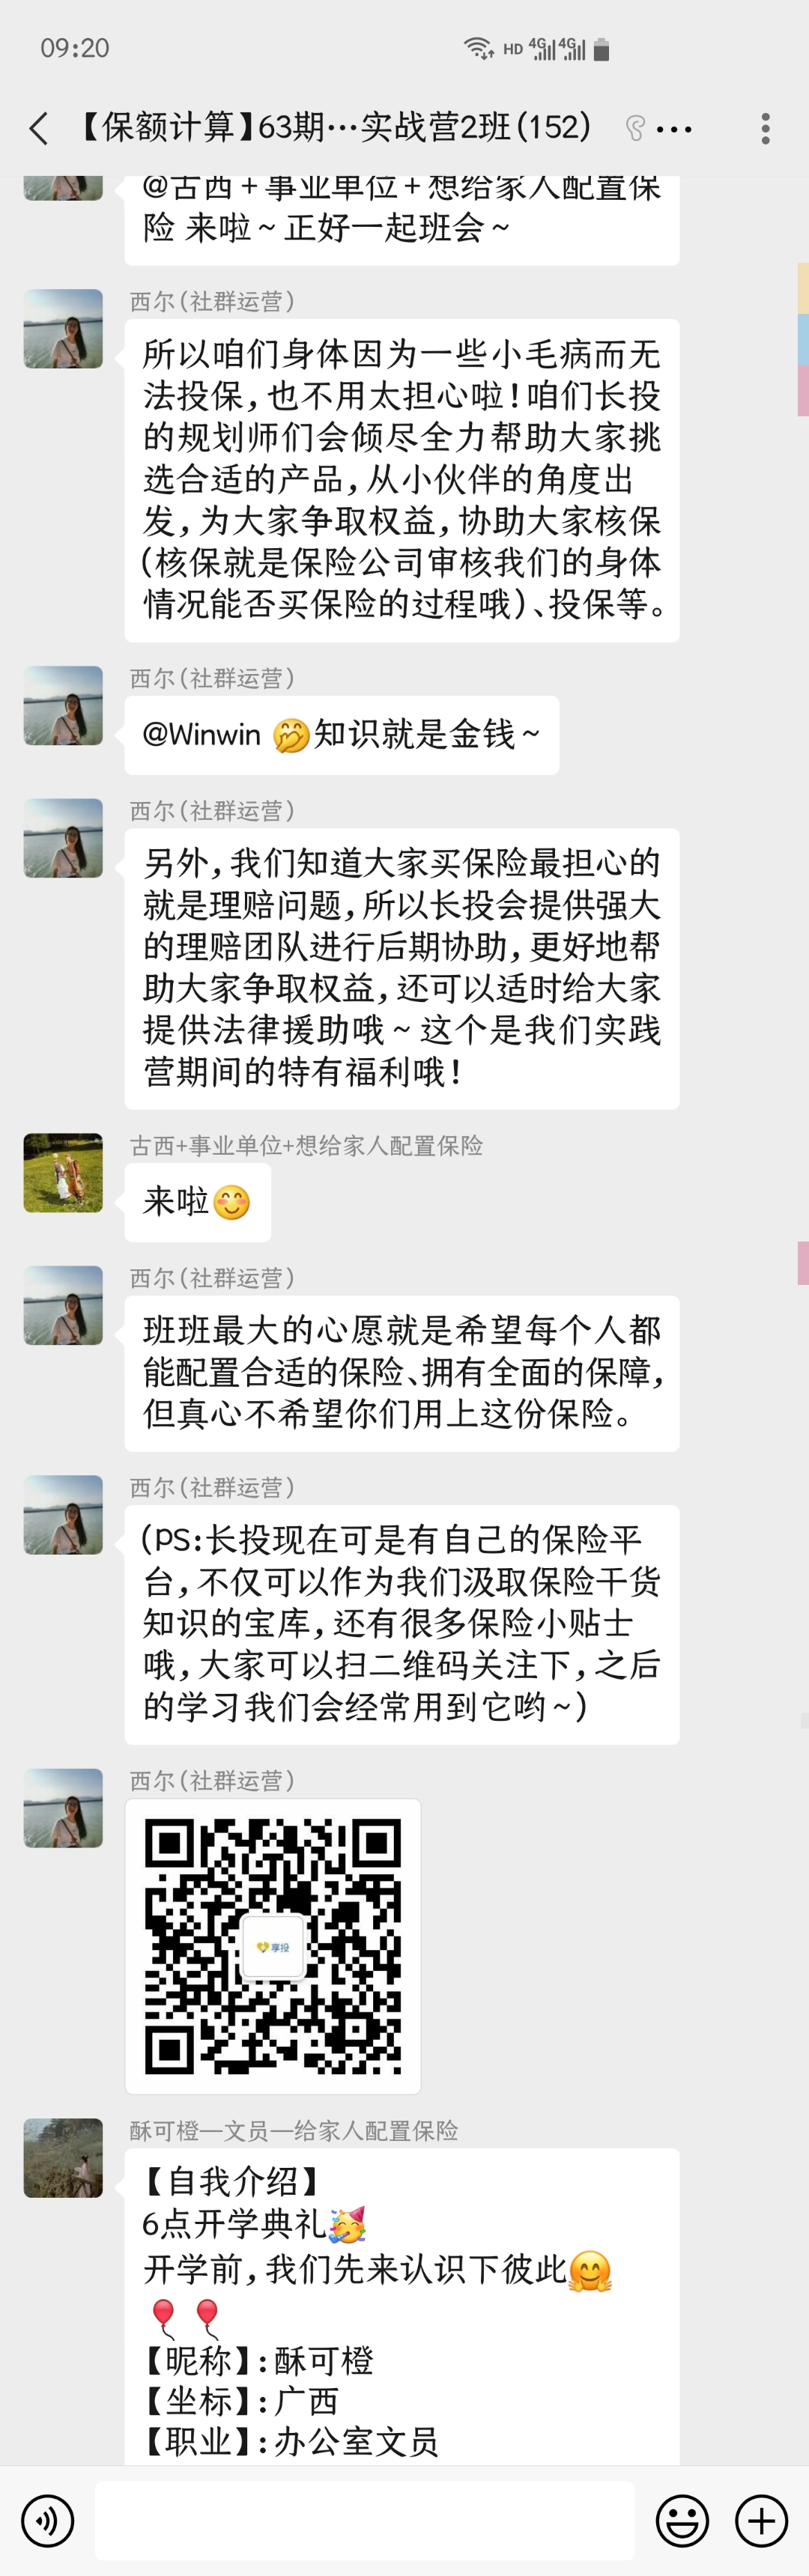 09:20
HD 4G 4G
【保额计算】63期…实战营2班(152)
@古西+事业单位+想给家人配置保
险 来啦~正好一起班会~
西尔(社群运营)
所以咱们身体因为一些小毛病而无
法投保,也不用太担心啦!咱们长投
的规划师们会倾尽全力帮助大家挑
选合适的产品,从小伙伴的角度出
发,为大家争取权益,协助大家核保
(核保就是保险公司审核我们的身体
情况能否买保险的过程哦)、投保等。
西尔(社群运营)
@Winwin 🤭知识就是金钱~
西尔(社群运营)
另外,我们知道大家买保险最担心的
就是理赔问题,所以长投会提供强大
的理赔团队进行后期协助,更好地帮
助大家争取权益,还可以适时给大家
提供法律援助哦~这个是我们实践
营期间的特有福利哦!
古西+事业单位+想给家人配置保险
来啦😊
西尔(社群运营)
班班最大的心愿就是希望每个人都
能配置合适的保险、拥有全面的保障,
但真心不希望你们用上这份保险。
西尔(社群运营)
(PS:长投现在可是有自己的保险平
台,不仅可以作为我们汲取保险干货
知识的宝库,还有很多保险小贴士
哦,大家可以扫二维码关注下,之后
的学习我们会经常用到它哟~)
西尔(社群运营)
享投
酥可橙—文员—给家人配置保险
【自我介绍】
6点开学典礼🥳
开学前,我们先来认识下彼此🤗
🎈🎈
【昵称】:酥可橙
【坐标】:广西
【职业】:办公室文员